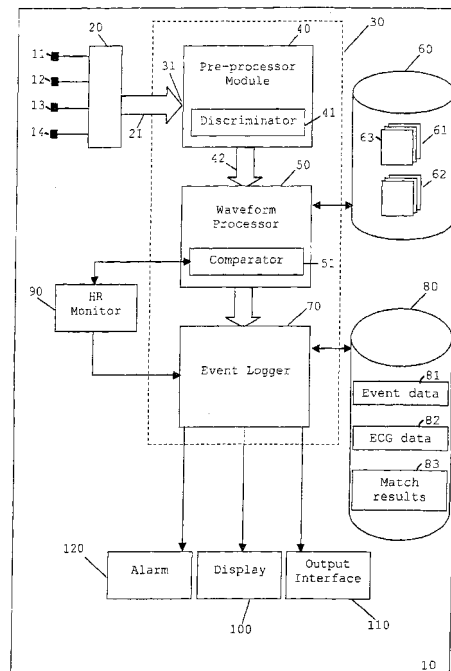 20
40
30
11
31
Pre-processor
Module
60
12
13
Discriminator
41
14
21
42
50
63
61
62
Waveform
Processor
Comparator
51
90
HR
Monitor
70
80
Event Logger
81
Event data
82
ECG data
83
Match
results
120
Alarm
Display
Output
Interface
100
110
10